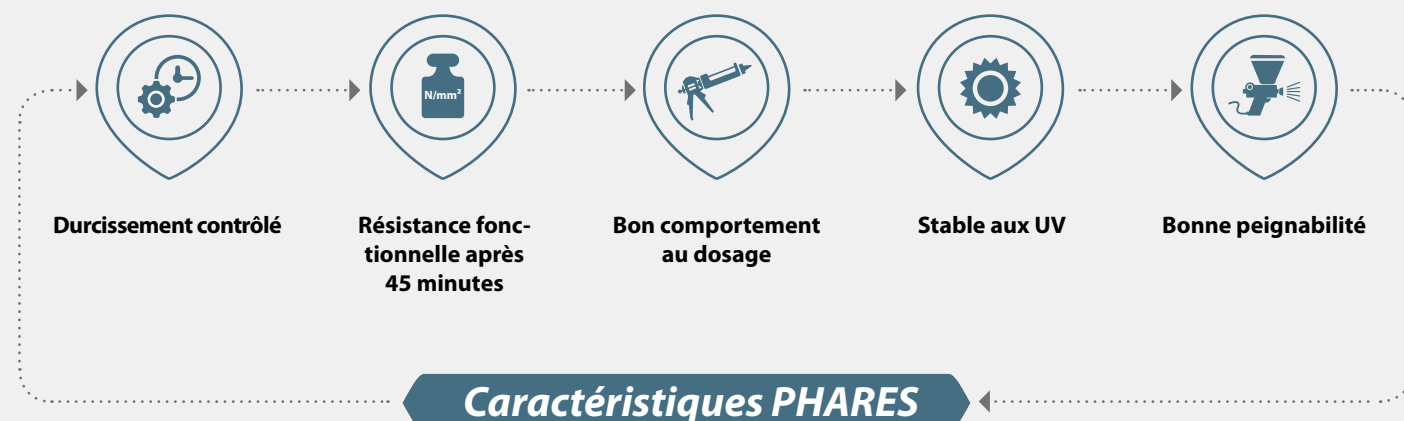 N/mm²
Durcissement contrôlé
Résistance fonc-
tionnelle après
45 minutes
Bon comportement
au dosage
Stable aux UV
Bonne peignabilité
Caractéristiques PHARES